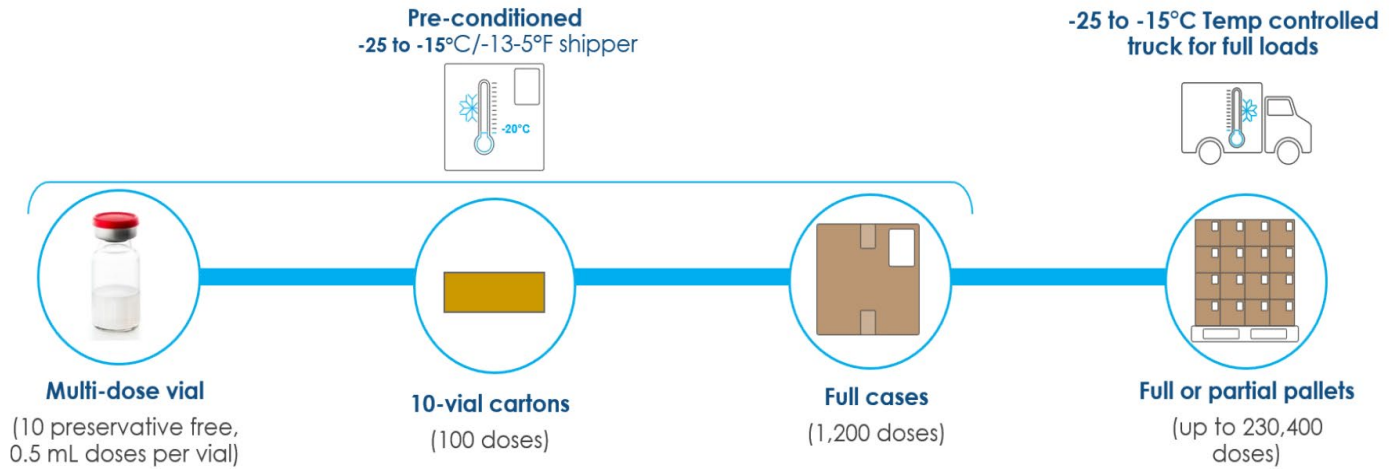 Pre-conditioned
-25 to -15°C/-13-5°F shipper
-20°C
-25 to -15°C Temp controlled
truck for full loads
Multi-dose vial
(10 preservative free,
0.5 mL doses per vial)
10-vial cartons
(100 doses)
Full cases
(1,200 doses)
Full or partial pallets
(up to 230,400
doses)